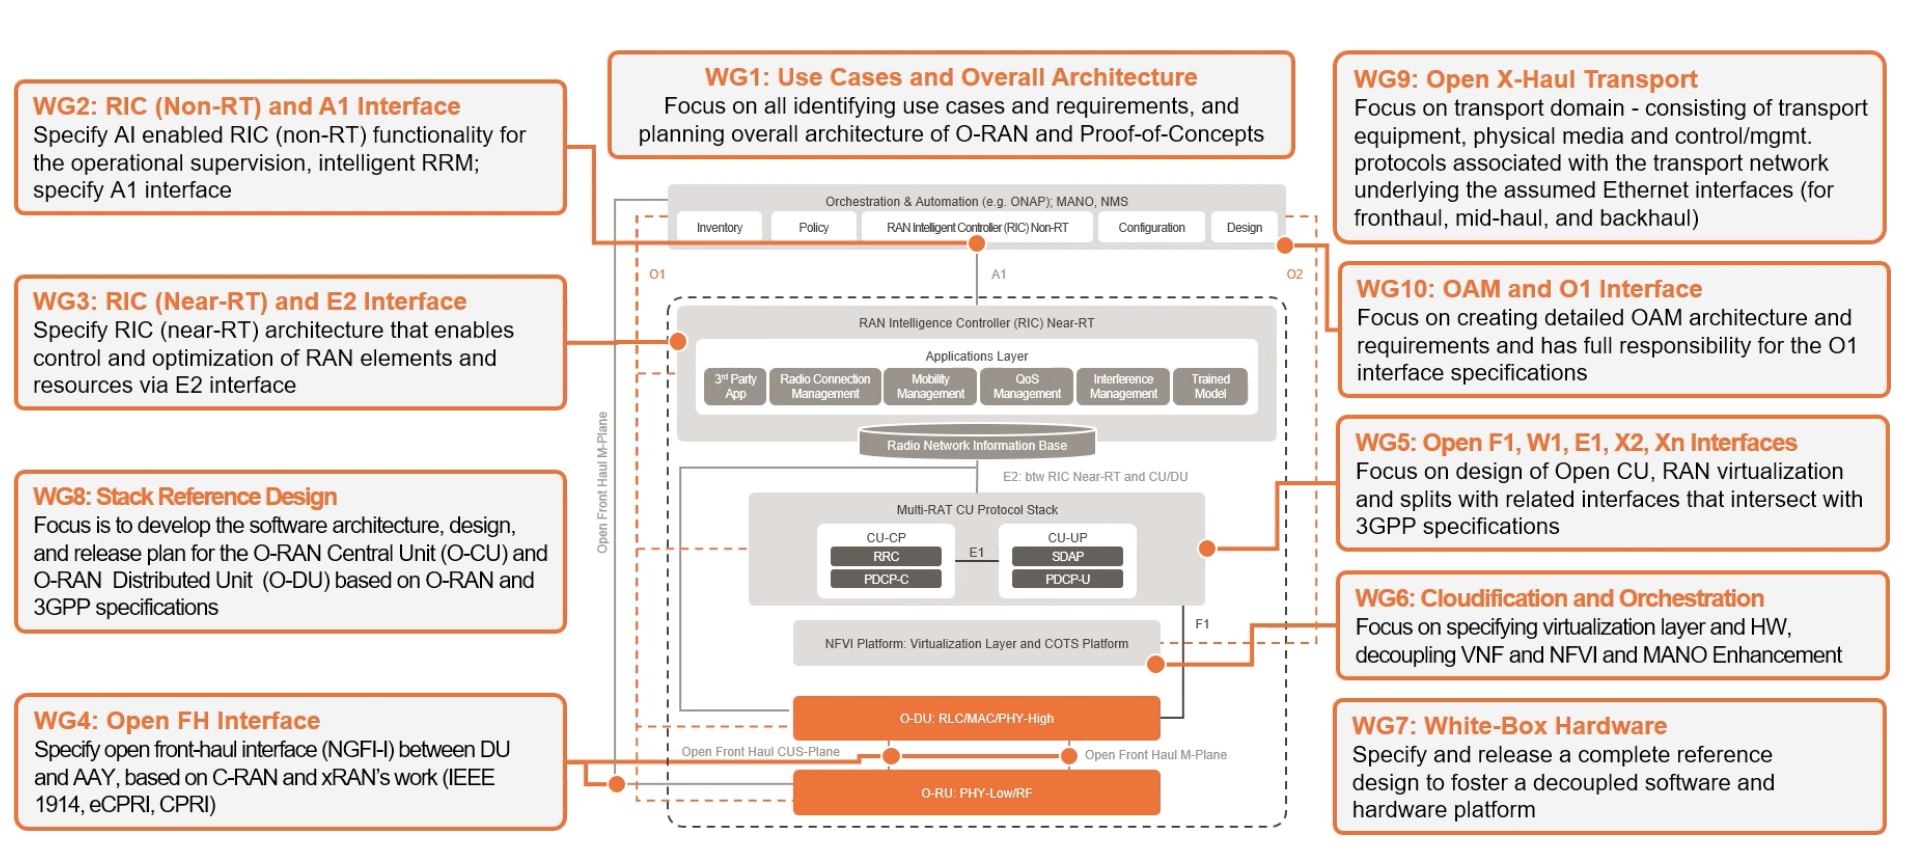 WG1: Use Cases and Overall Architecture
Focus on all identifying use cases and requirements, and
planning overall architecture of O-RAN and Proof-of-Concepts
WG2: RIC (Non-RT) and A1 Interface
Specify AI enabled RIC (non-RT) functionality for
the operational supervision, intelligent RRM;
specify A1 interface
WG3: RIC (Near-RT) and E2 Interface
Specify RIC (near-RT) architecture that enables
control and optimization of RAN elements and
resources via E2 interface
WG8: Stack Reference Design
Focus is to develop the software architecture, design,
and release plan for the O-RAN Central Unit (O-CU) and
O-RAN Distributed Unit (O-DU) based on O-RAN and
3GPP specifications
WG4: Open FH Interface
Specify open front-haul interface (NGFI-I) between DU
and AAY, based on C-RAN and xRAN's work (IEEE
1914, eCPRI, CPRI)
Orchestration & Automation (e.g. ONAP); MANO, NMS
Inventory
Policy
RAN Intelligent Controller (RIC) Non-RT
Configuration
Design
O1
A1
O2
RAN Intelligence Controller (RIC) Near-RT
Applications Layer
3rd Party
App
Radio Connection
Management
Mobility
Management
QoS
Management
Interference
Management
Trained
Model
Radio Network Information Base
Open Front Haul M-Plane
E2: btw RIC Near-RT and CU/DU
Multi-RAT CU Protocol Stack
CU-CP
RRC
PDCP-C
E1
CU-UP
SDAP
PDCP-U
F1
NFVI Platform: Virtualization Layer and COTS Platform
O-DU: RLC/MAC/PHY-High
Open Front Haul CUS-Plane
Open Front Haul M-Plane
O-RU: PHY-Low/RF
WG9: Open X-Haul Transport
Focus on transport domain - consisting of transport
equipment, physical media and control/mgmt.
protocols associated with the transport network
underlying the assumed Ethernet interfaces (for
fronthaul, mid-haul, and backhaul)
WG10: OAM and O1 Interface
Focus on creating detailed OAM architecture and
requirements and has full responsibility for the O1
interface specifications
WG5: Open F1, W1, E1, X2, Xn Interfaces
Focus on design of Open CU, RAN virtualization
and splits with related interfaces that intersect with
3GPP specifications
WG6: Cloudification and Orchestration
Focus on specifying virtualization layer and HW,
decoupling VNF and NFVI and MANO Enhancement
WG7: White-Box Hardware
Specify and release a complete reference
design to foster a decoupled software and
hardware platform